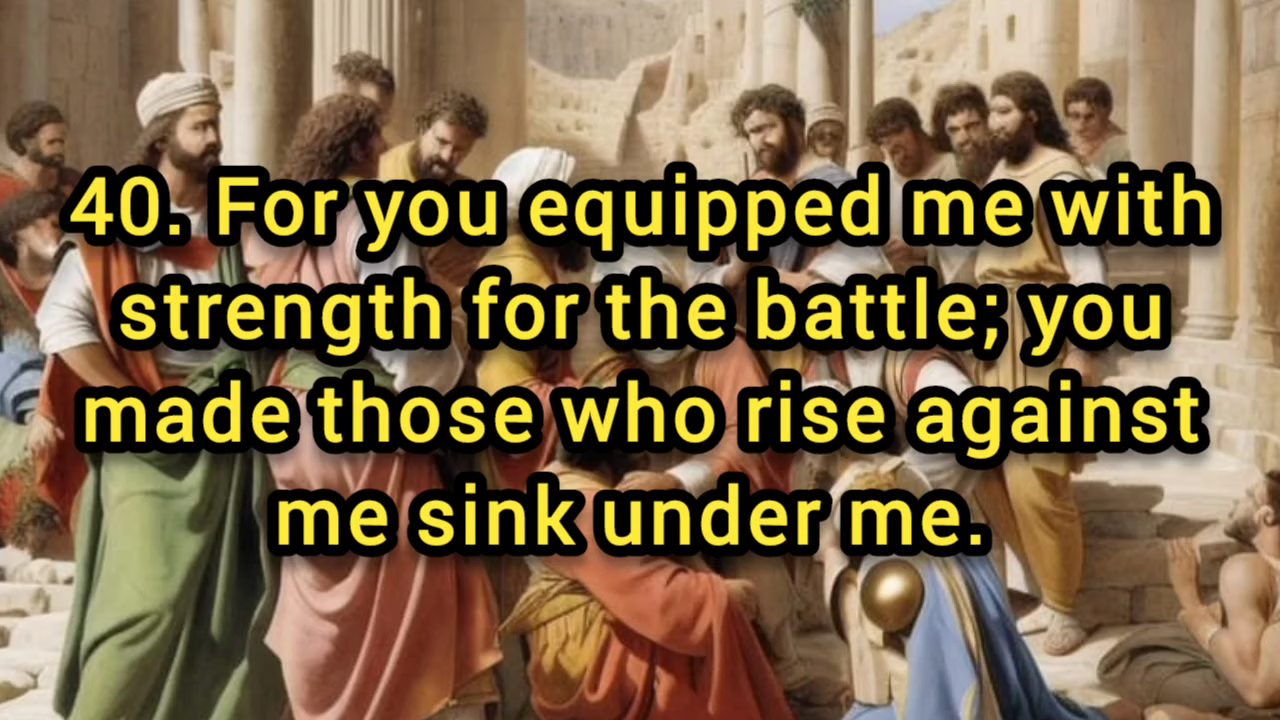 40. For you equipped me with
strength for the battle; you
made those who rise against
me sink under me.